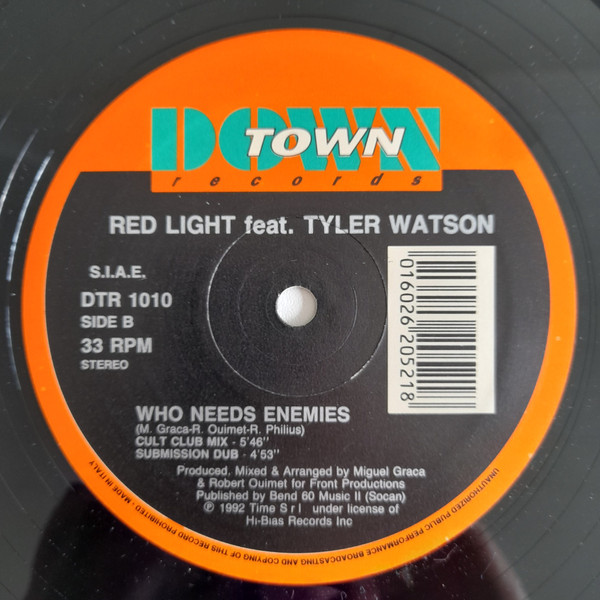 DOWN
TOWN
records
RED LIGHT feat. TYLER WATSON
S.I.A.E.
DTR 1010
SIDE B
33 RPM
STEREO
016026 205218
WHO NEEDS ENEMIES
(M. Graca-R. Ouimet-R. Philius)
CULT CLUB MIX - 5'46''
SUBMISSION DUB - 4'53''
Produced, Mixed & Arranged by Miguel Graca
& Robert Ouimet for Front Productions
Published by Bend 60 Music II (Socan)
℗ 1992 Time S r l under license of
Hi-Bias Records Inc
UNAUTHORIZED PUBLIC PERFORMANCE BROADCASTING AND COPYING OF THIS RECORD PROHIBITED. MADE IN ITALY